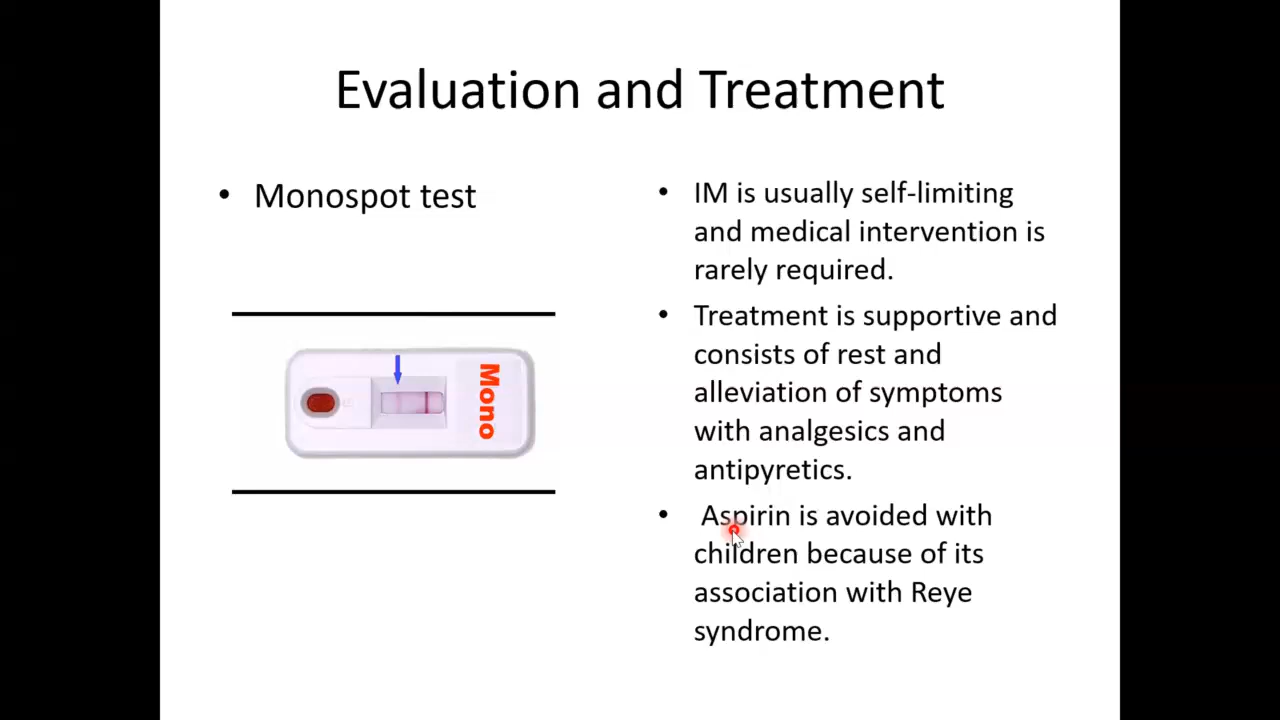 Evaluation and Treatment
• Monospot test
Mono
• IM is usually self-limiting
and medical intervention is
rarely required.
• Treatment is supportive and
consists of rest and
alleviation of symptoms
with analgesics and
antipyretics.
• Aspirin is avoided with
children because of its
association with Reye
syndrome.